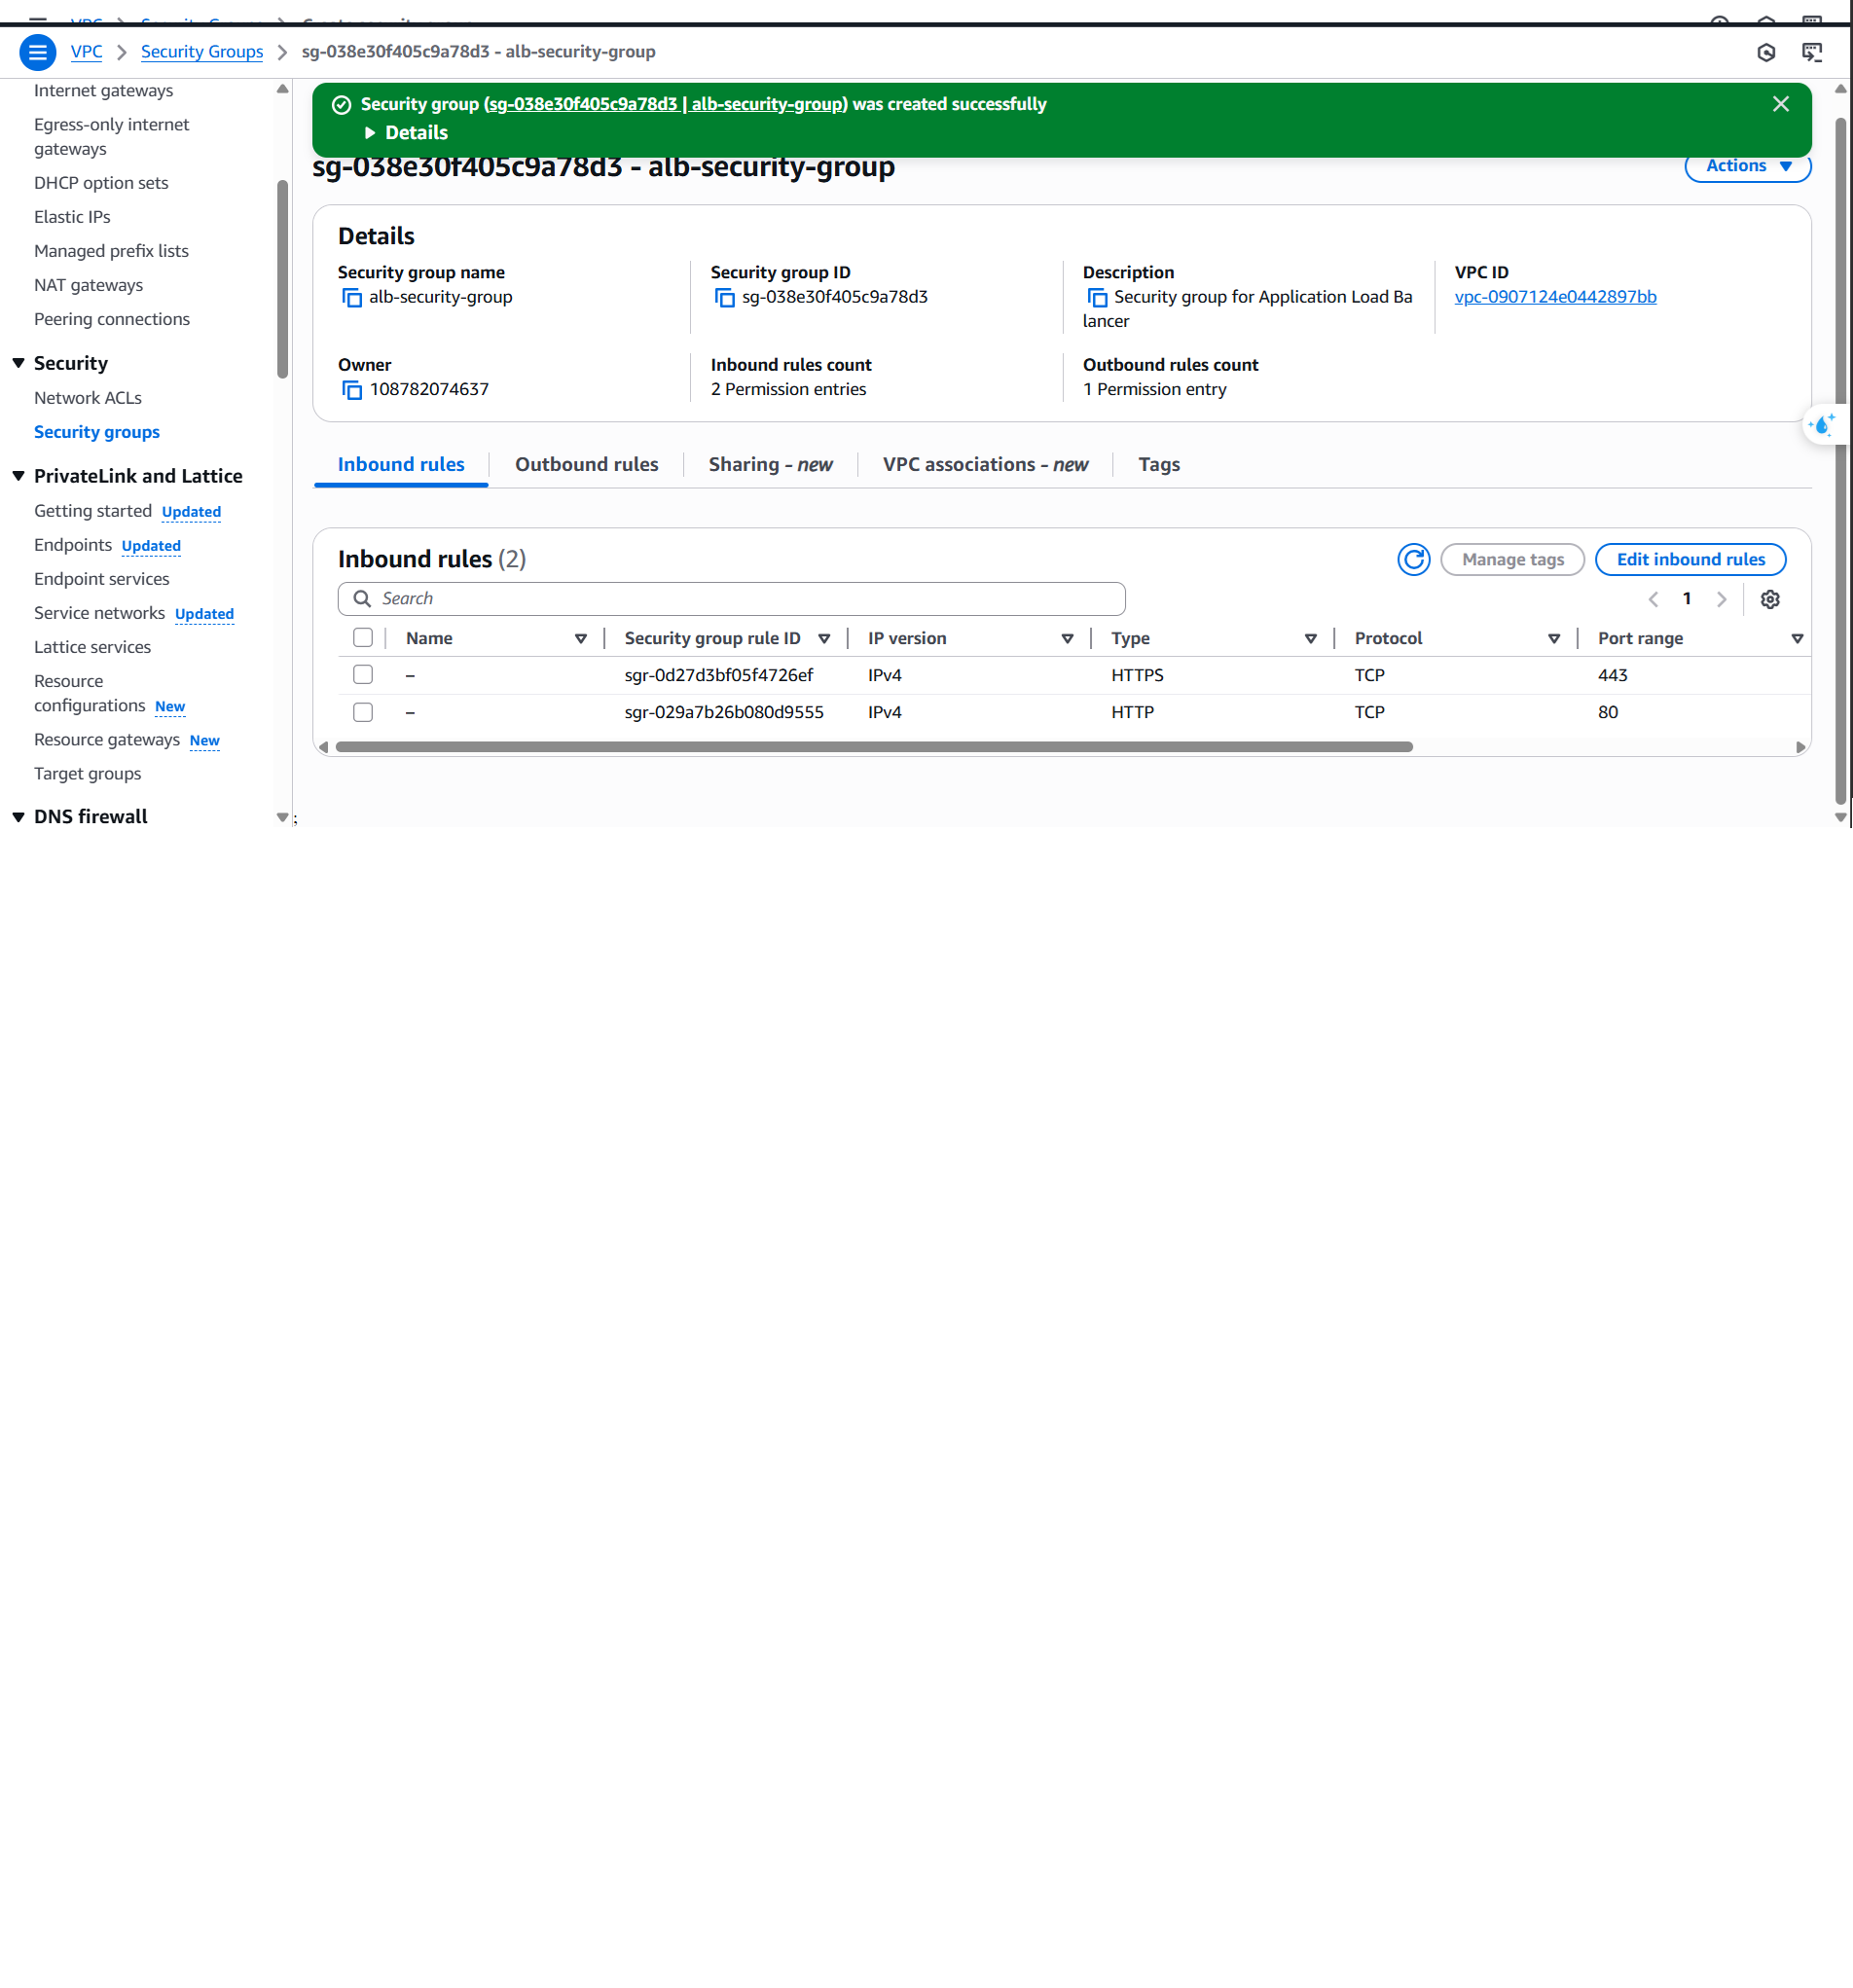 VPC > Security Groups > sg-038e30f405c9a78d3 - alb-security-group
Internet gateways
Egress-only internet
gateways
DHCP option sets
Elastic IPs
Managed prefix lists
NAT gateways
Peering connections
Security
Network ACLs
Security groups
PrivateLink and Lattice
Getting started Updated
Endpoints Updated
Endpoint services
Service networks Updated
Lattice services
Resource
configurations New
Resource gateways New
Target groups
DNS firewall
;
Security group (sg-038e30f405c9a78d3 | alb-security-group) was created successfully
Details
sg-038e30f405c9a78d3 - alb-security-group
Actions
Details
Security group name
alb-security-group
Security group ID
sg-038e30f405c9a78d3
Description
Security group for Application Load Ba
lancer
VPC ID
vpc-0907124e0442897bb
Owner
108782074637
Inbound rules count
2 Permission entries
Outbound rules count
1 Permission entry
Inbound rules Outbound rules Sharing - new VPC associations - new Tags
Inbound rules (2)
Manage tags Edit inbound rules
Search
1
Name Security group rule ID IP version Type Protocol Port range
– sgr-0d27d3bf05f4726ef IPv4 HTTPS TCP 443
– sgr-029a7b26b080d9555 IPv4 HTTP TCP 80